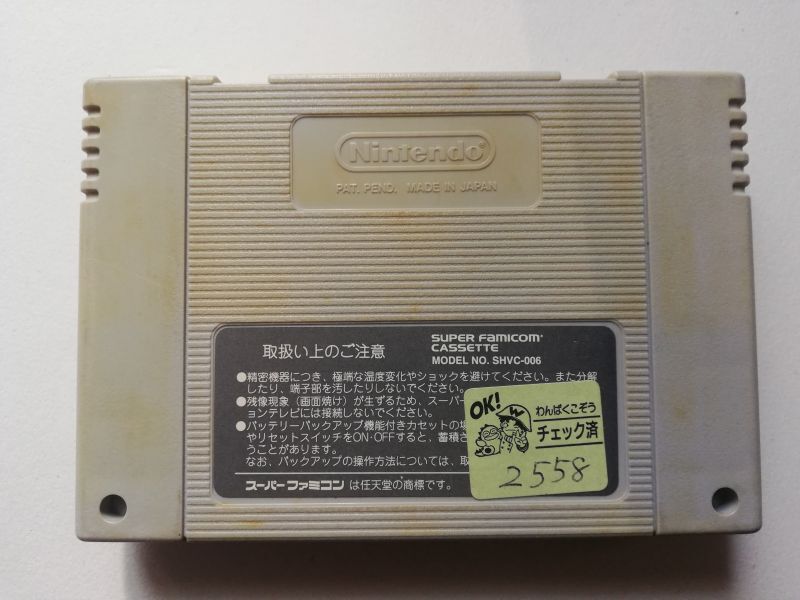 Nintendo
PAT. PEND. MADE IN JAPAN
取扱い上のご注意
SUPER FAMICOM
CASSETTE
MODEL NO. SHVC-006
●精密機器につき、極端な温度変化やショックを避けてください。また分解
したり、端子部を汚したりしないでください。
●残像現象（画面焼け）が生ずるため、スーパー
ョンテレビには接続しないでください。
●バッテリーバックアップ機能付きカセットの場
やリセットスイッチをON・OFFすると、蓄積さ
うことがあります。
なお、バックアップの操作方法については、取
スーパーファミコン は任天堂の商標です。
OK!
W
わんぱくこぞう
チェック済
2558